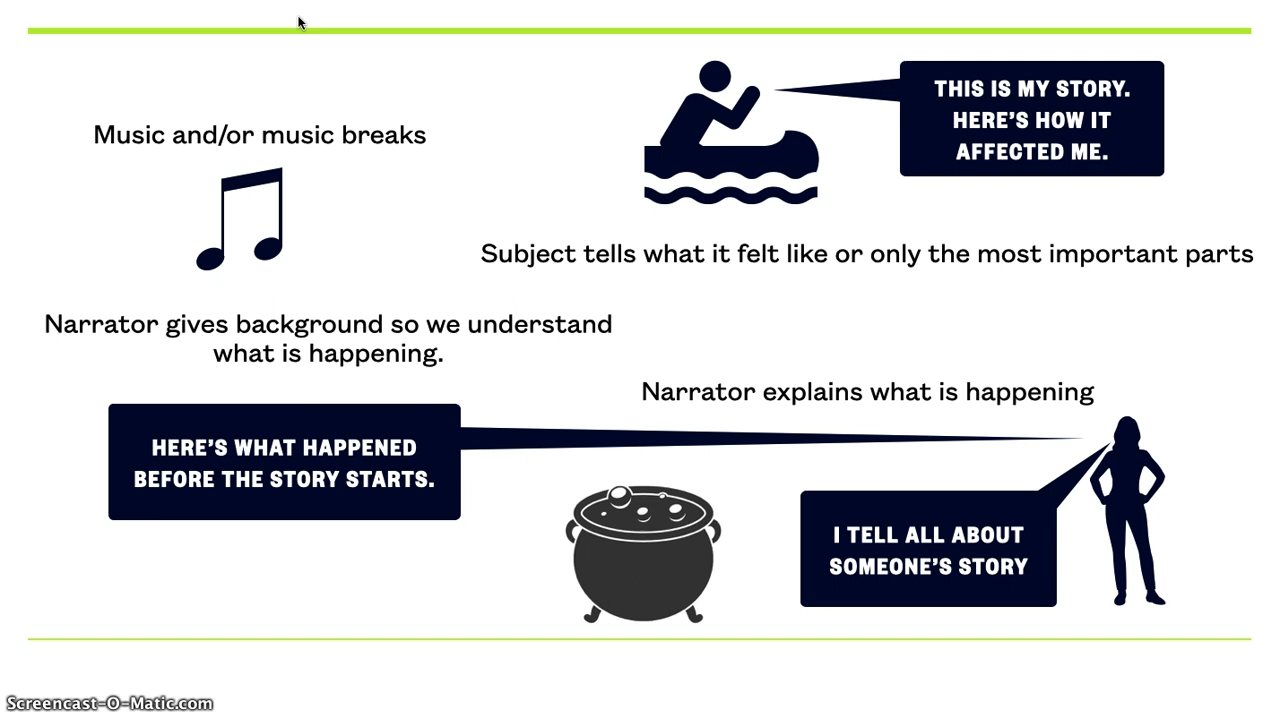 Music and/or music breaks
THIS IS MY STORY.
HERE'S HOW IT
AFFECTED ME.
Subject tells what it felt like or only the most important parts
Narrator gives background so we understand
what is happening.
Narrator explains what is happening
HERE'S WHAT HAPPENED
BEFORE THE STORY STARTS.
I TELL ALL ABOUT
SOMEONE'S STORY
Screencast-O-Matic.com